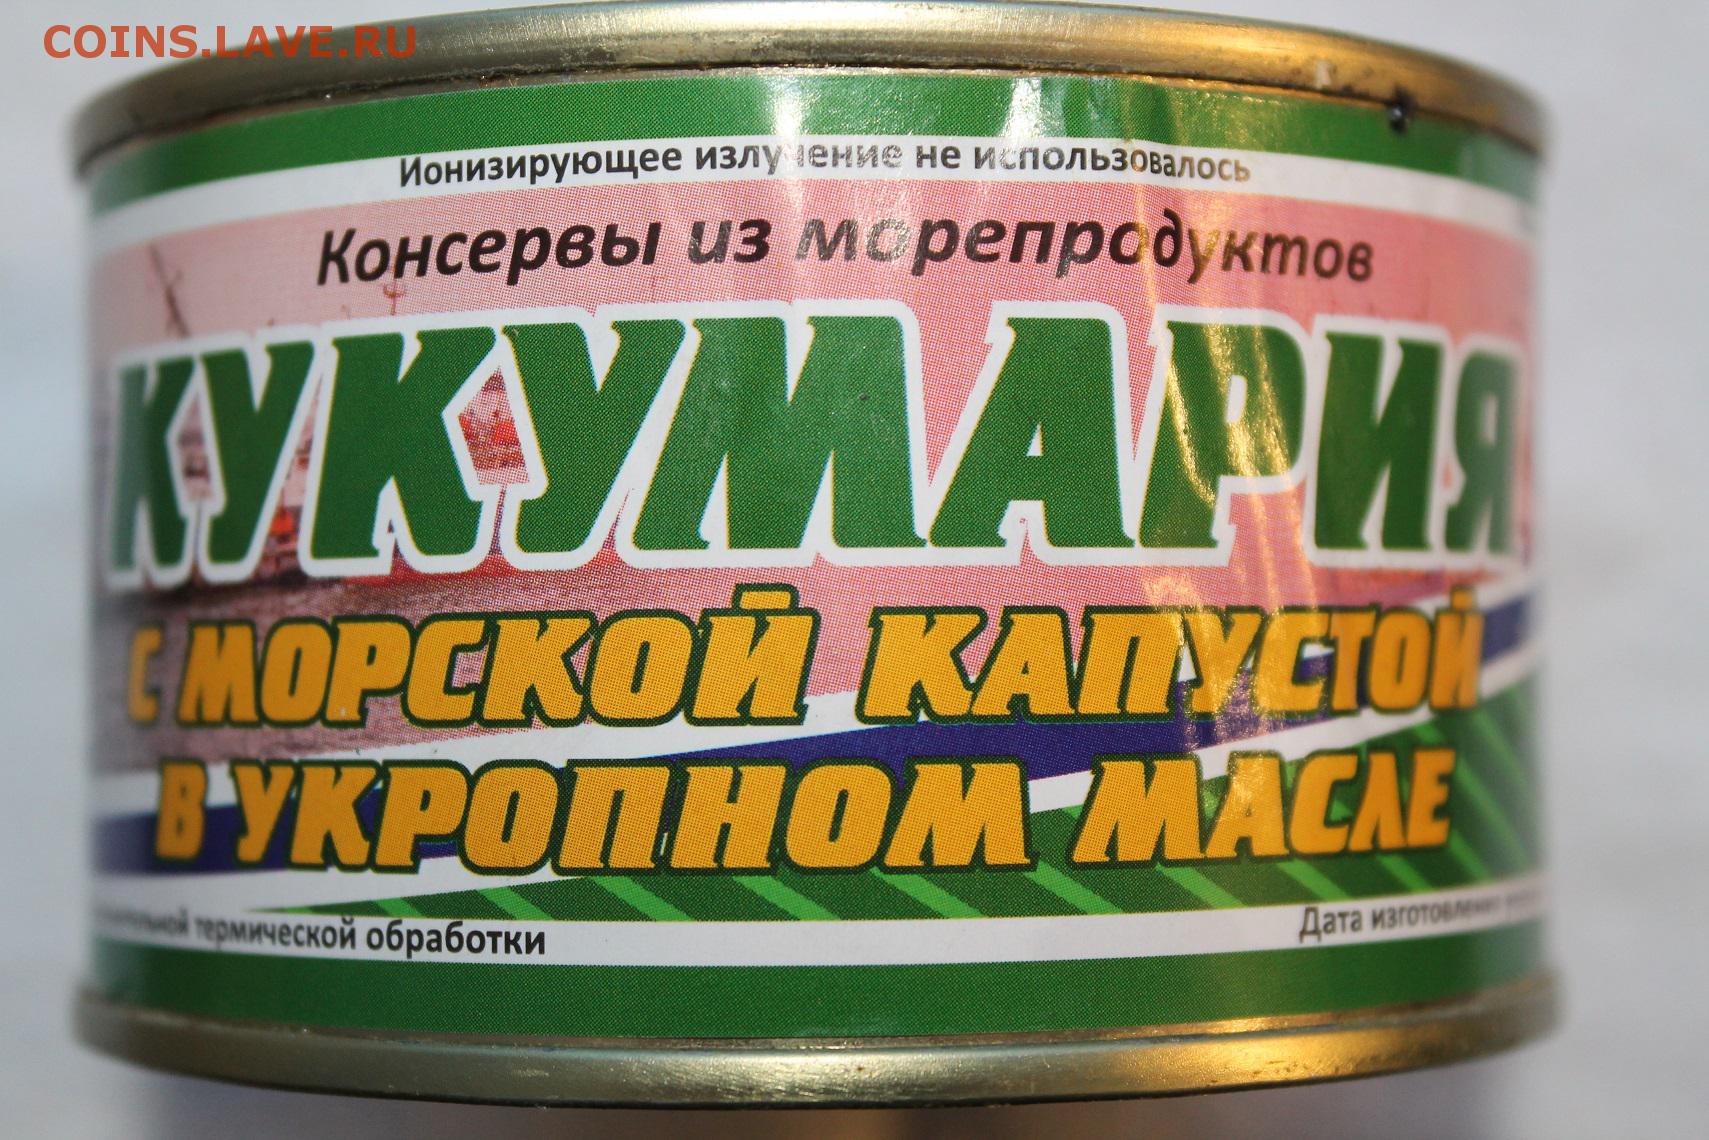 COINS.LAVE.RU
Ионизирующее излучение не использовалось
Консервы из морепродуктов
КУКУМАРИЯ
С МОРСКОЙ КАПУСТОЙ
В УКРОПНОМ МАСЛЕ
термической обработки
Дата изготовления